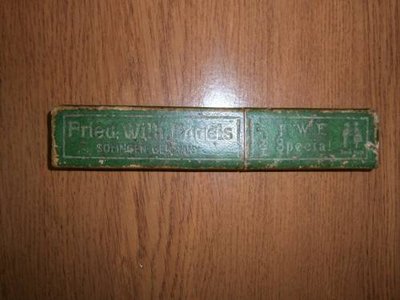 Fried. Wilh. Engels
SOLINGEN GERMANY
F W E
Special